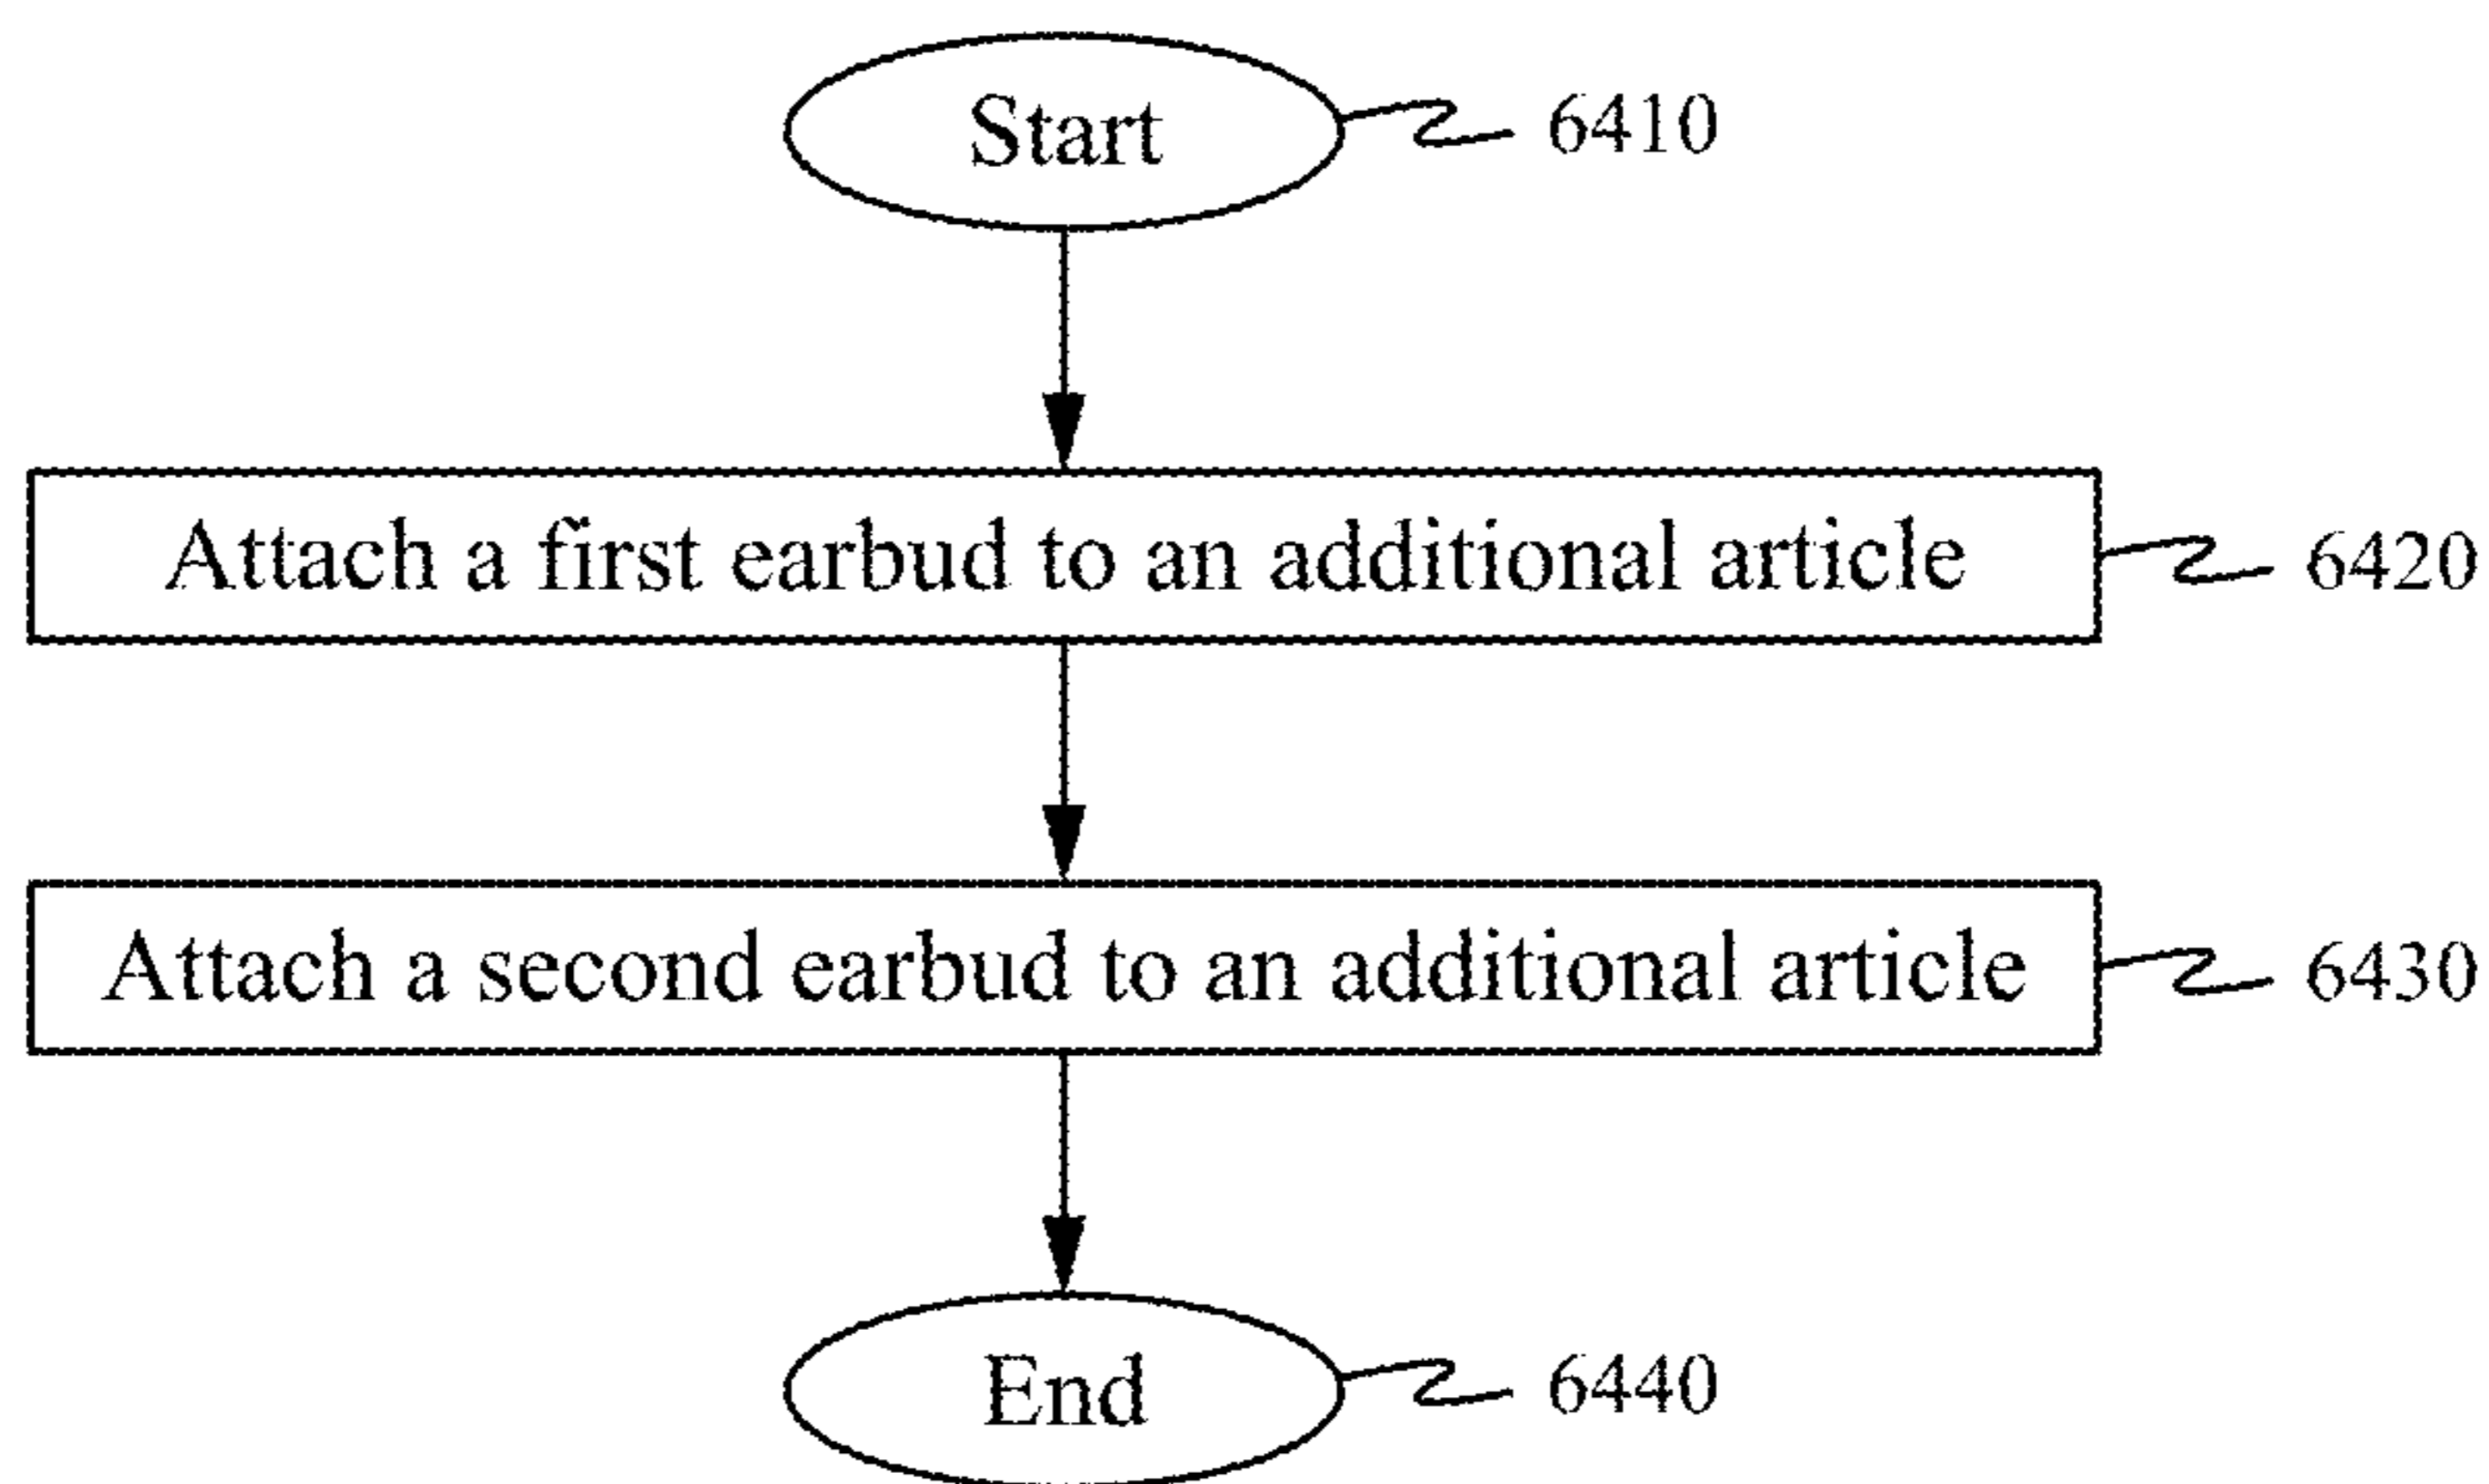 Start
6410
Attach a first earbud to an additional article
6420
Attach a second earbud to an additional article
6430
End
6440